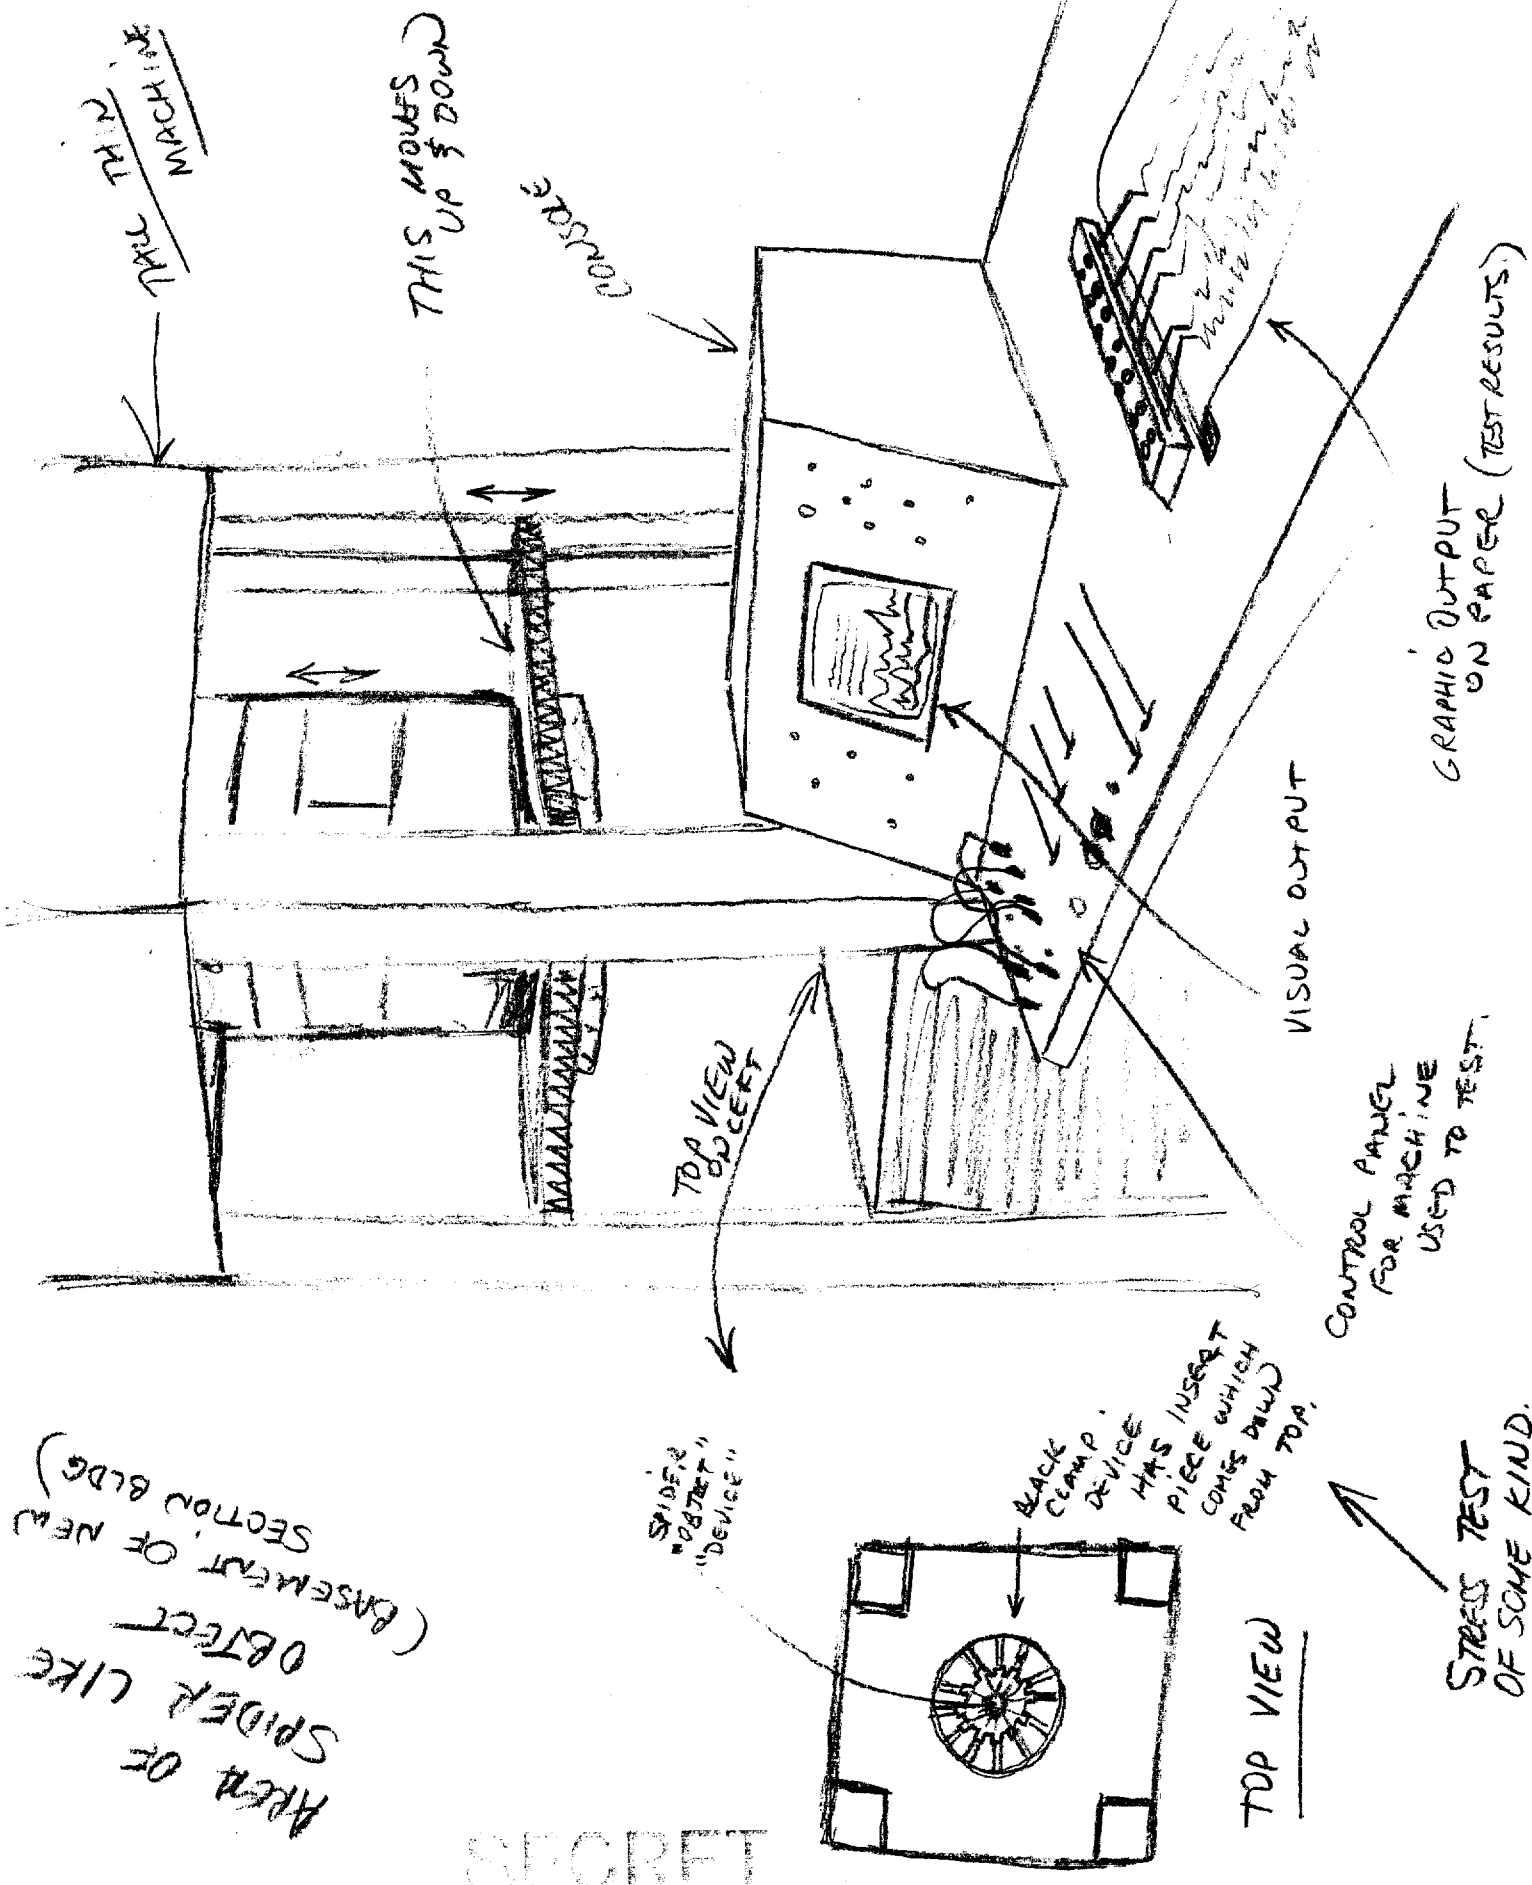 TALL THIN
MACHINE
THIS MOVES
UP & DOWN
CONSOLE
TOP VIEW
ON LEFT
VISUAL OUTPUT
GRAPHIC OUTPUT
ON PAPER (TEST RESULTS.)
CONTROL PANEL
FOR MACHINE
USED TO TEST.
AREA OF
SPIDER LIKE
OBJECT
(BASEMENT OF NEW
SECTION BLDG)
SPIDER
"OBJECT"
"DEVICE"
BLACK
CLAMP.
DEVICE
HAS INSERT
PIECE WHICH
COMES DOWN
FROM TOP.
TOP VIEW
STRESS TEST
OF SOME KIND.
SECRET